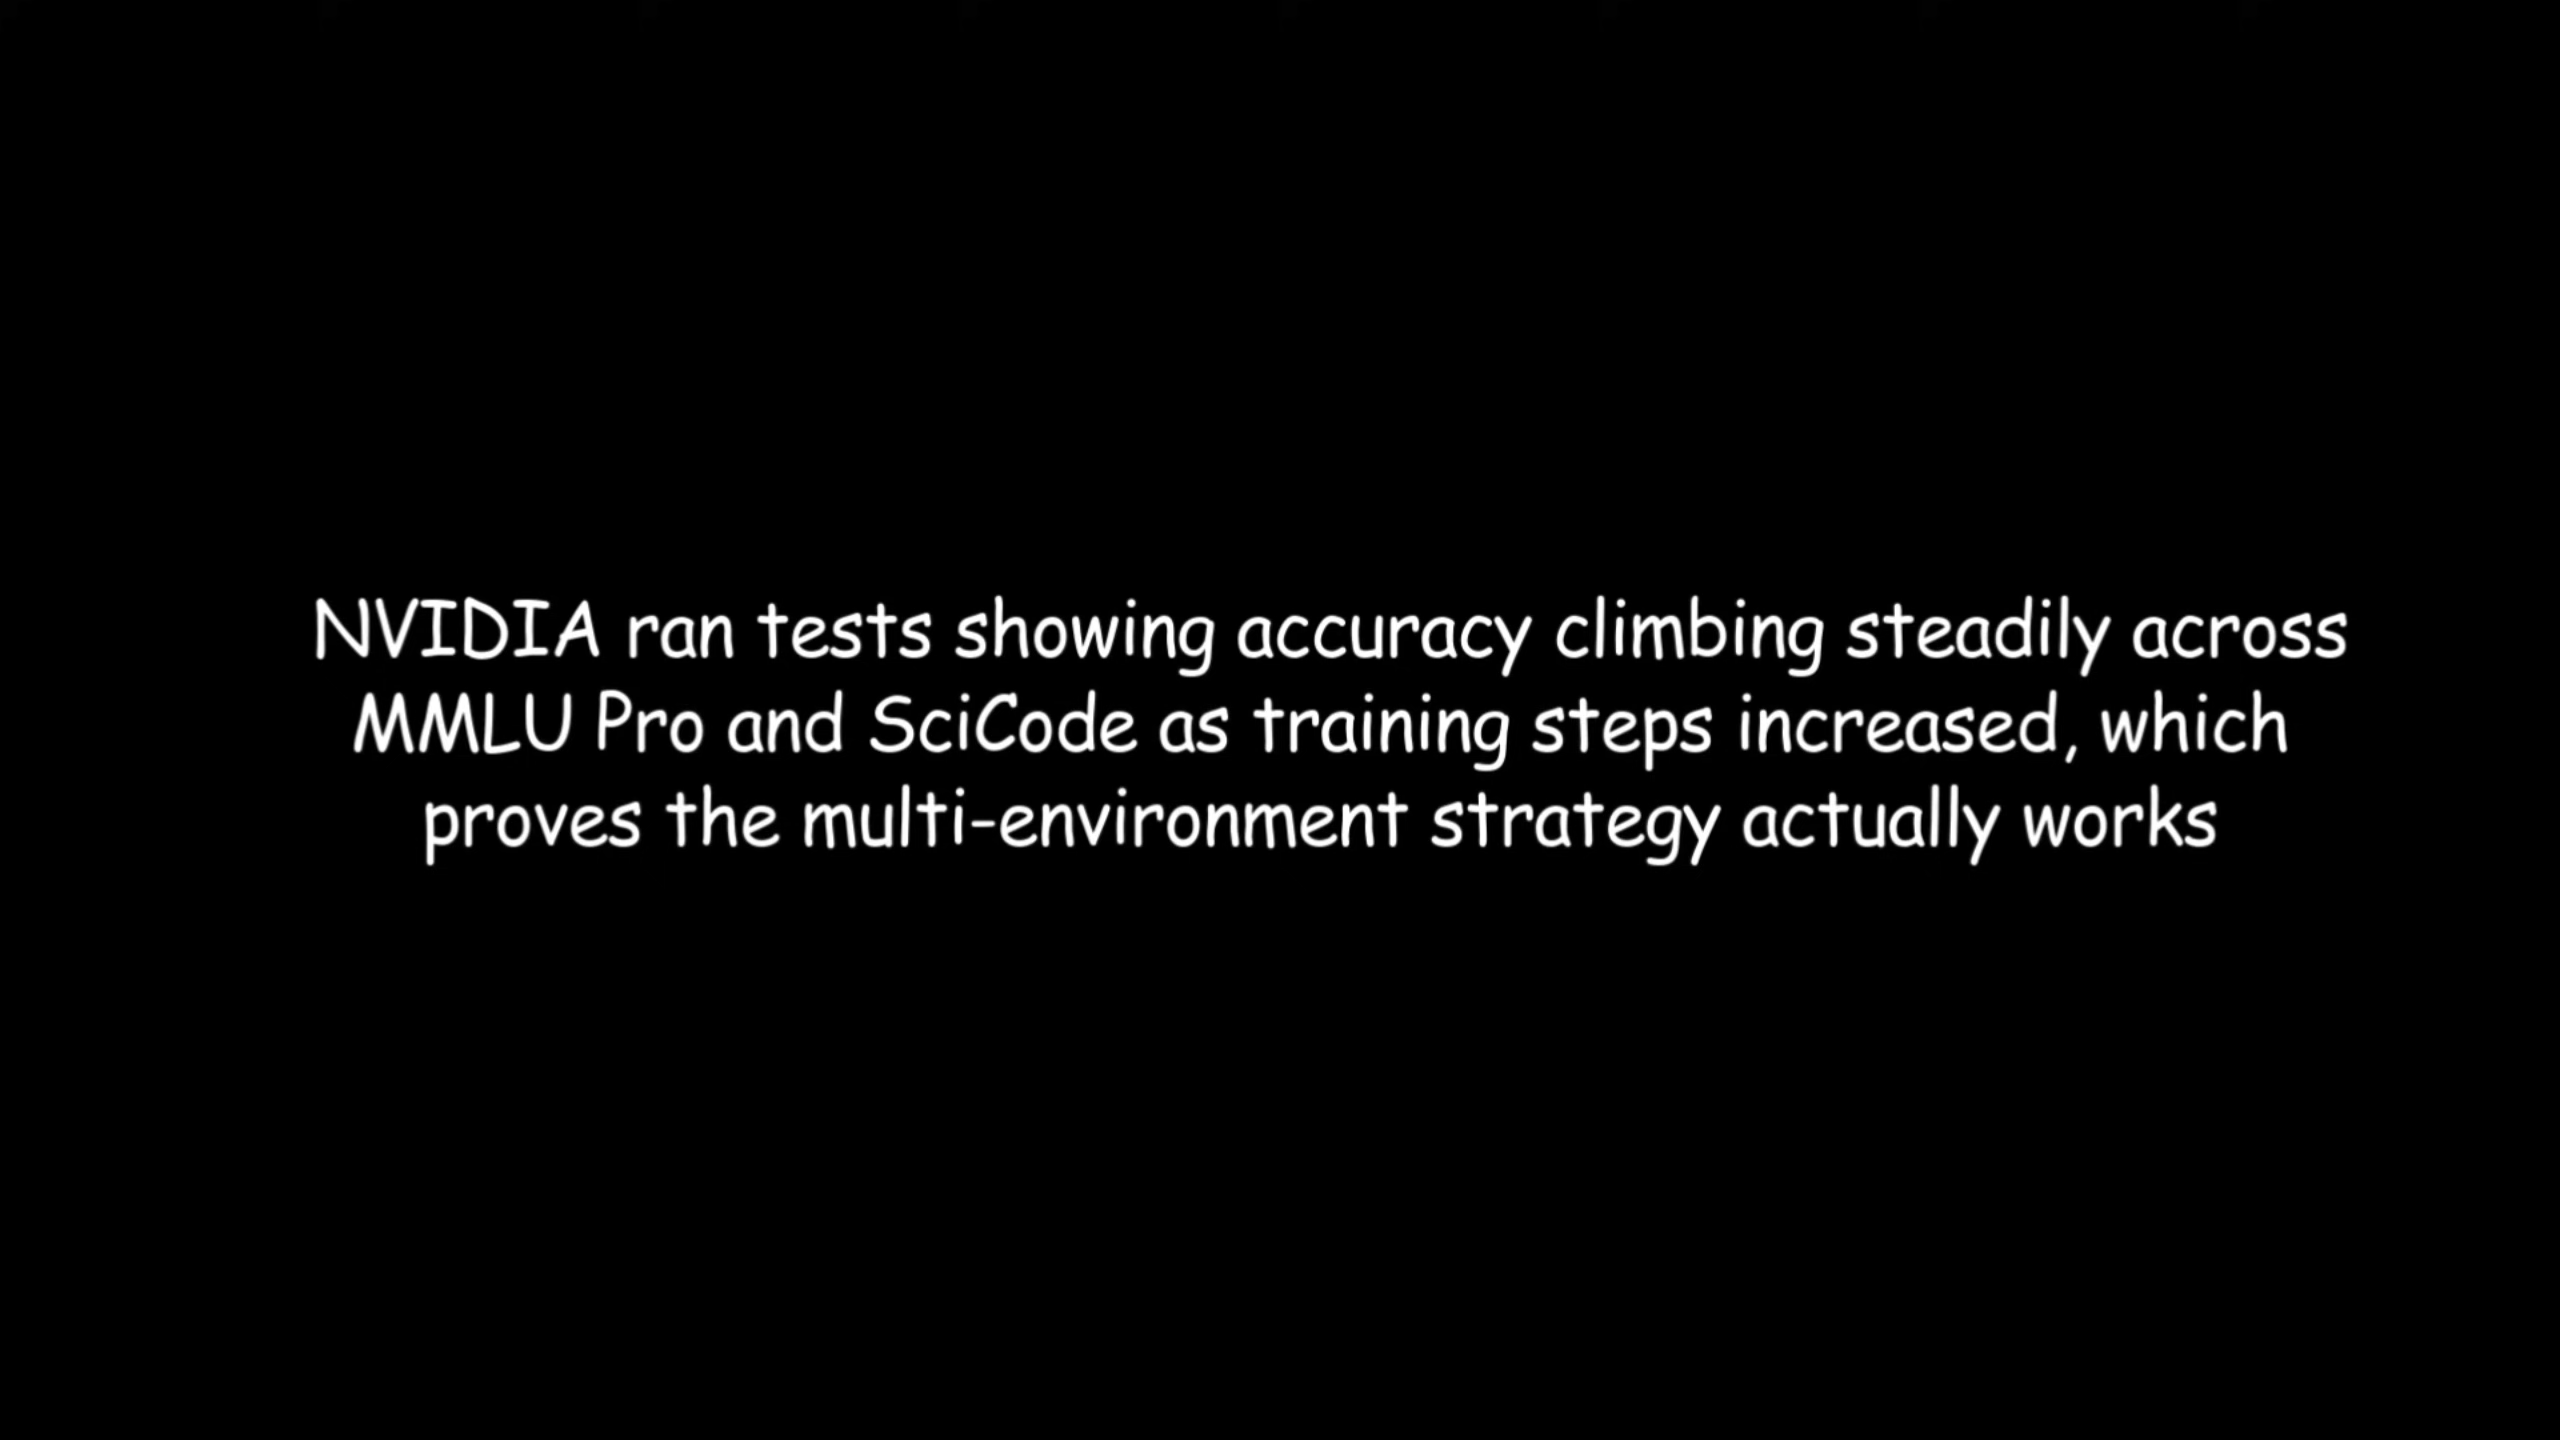 NVIDIA ran tests showing accuracy climbing steadily across
MMLU Pro and SciCode as training steps increased, which
proves the multi-environment strategy actually works